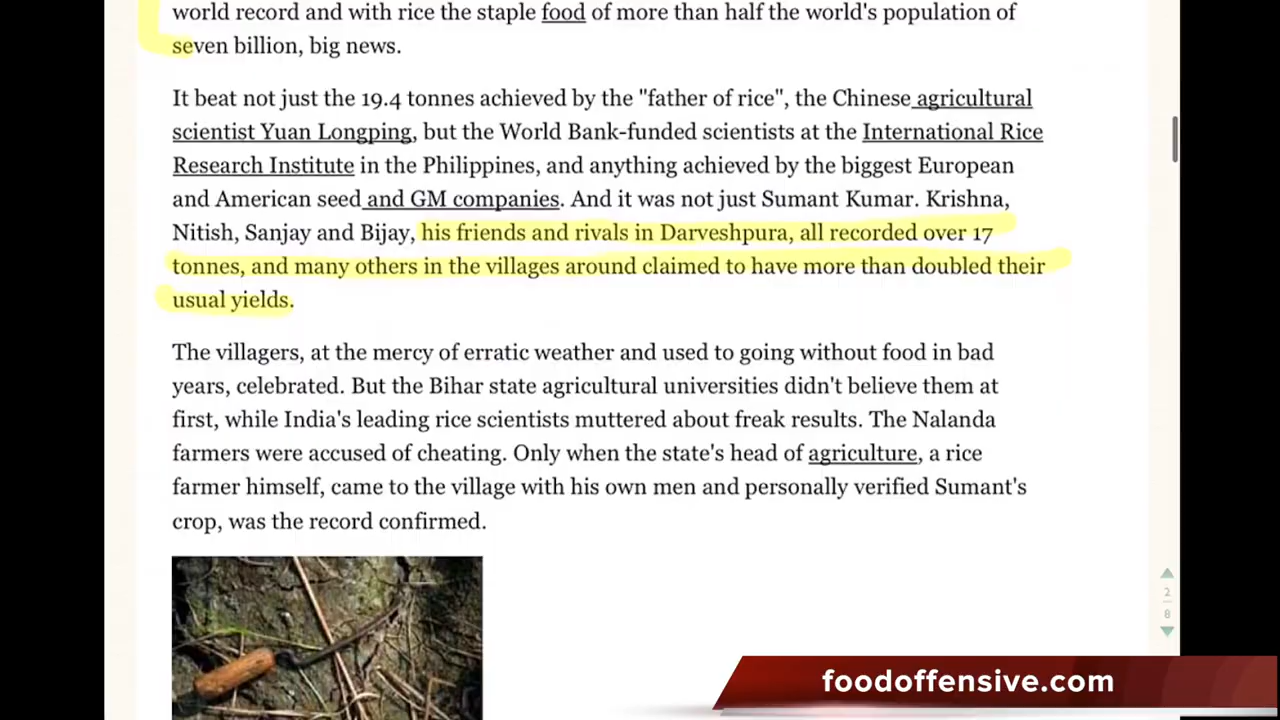 world record and with rice the staple food of more than half the world's population of
seven billion, big news.
It beat not just the 19.4 tonnes achieved by the "father of rice", the Chinese agricultural
scientist Yuan Longping, but the World Bank-funded scientists at the International Rice
Research Institute in the Philippines, and anything achieved by the biggest European
and American seed and GM companies. And it was not just Sumant Kumar. Krishna,
Nitish, Sanjay and Bijay, his friends and rivals in Darveshpura, all recorded over 17
tonnes, and many others in the villages around claimed to have more than doubled their
usual yields.
The villagers, at the mercy of erratic weather and used to going without food in bad
years, celebrated. But the Bihar state agricultural universities didn't believe them at
first, while India's leading rice scientists muttered about freak results. The Nalanda
farmers were accused of cheating. Only when the state's head of agriculture, a rice
farmer himself, came to the village with his own men and personally verified Sumant's
crop, was the record confirmed.
2
8
foodoffensive.com